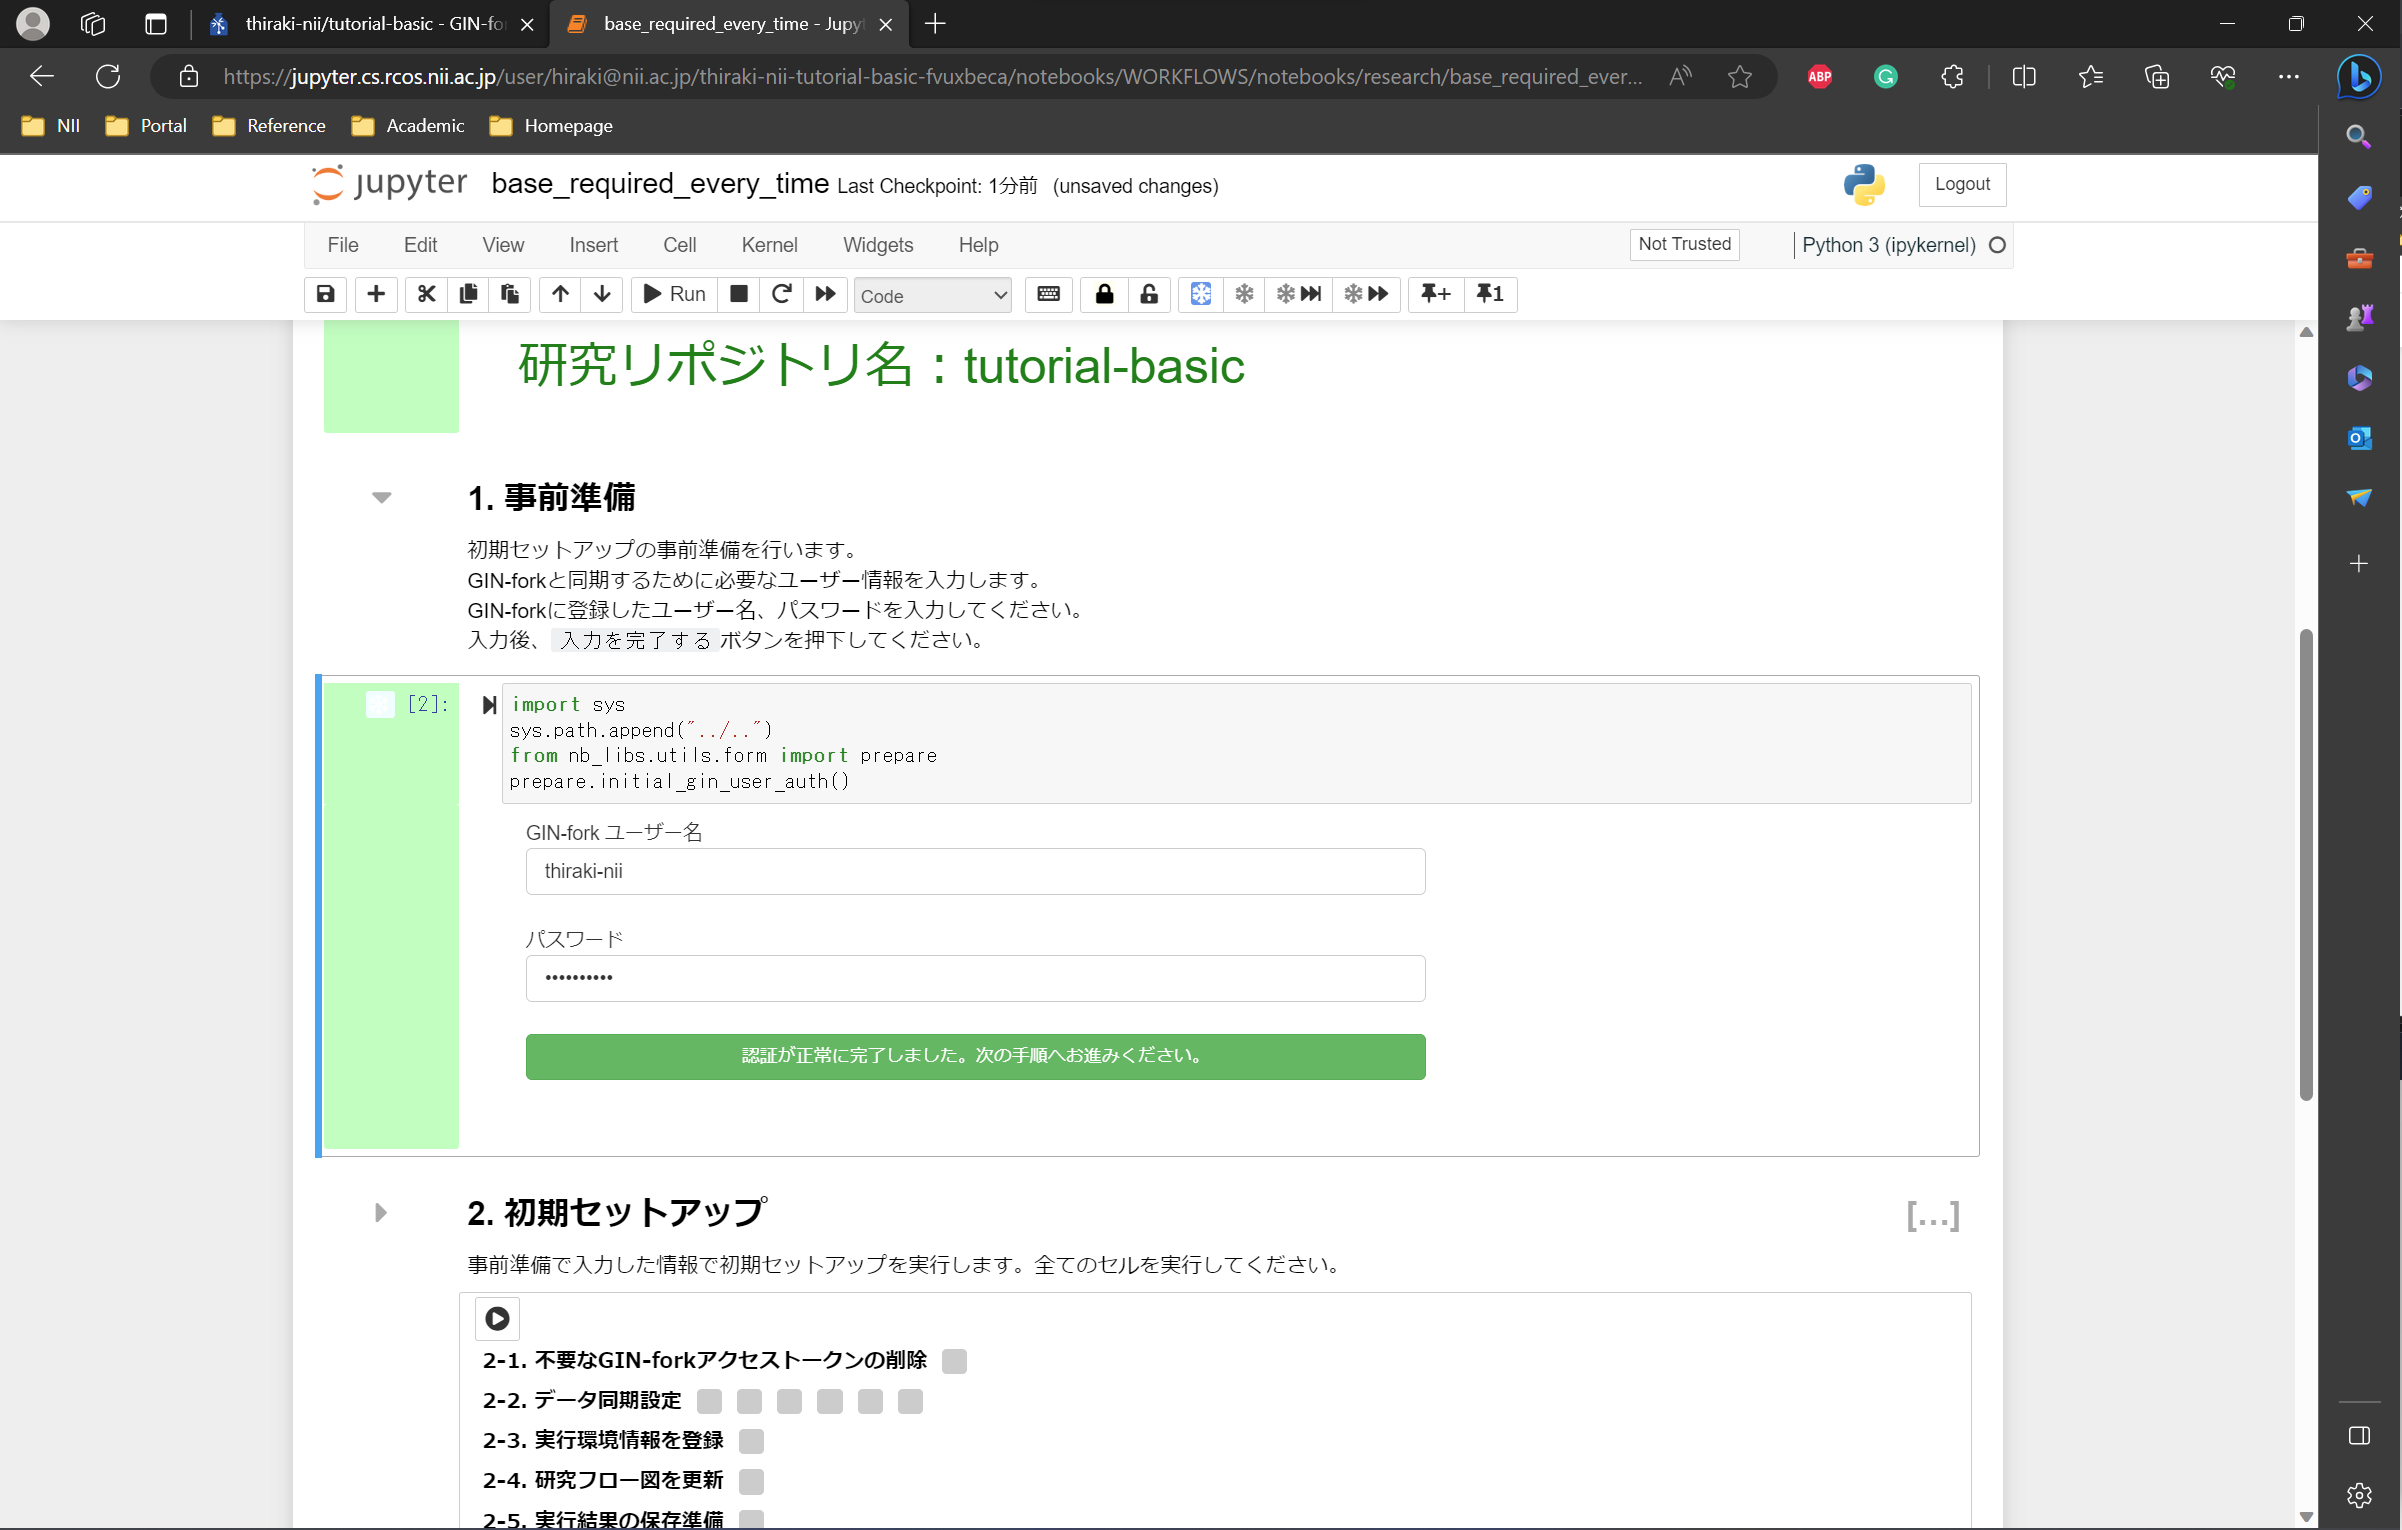 thiraki-nii/tutorial-basic - GIN-fo
base_required_every_time - Jupyt
https://jupyter.cs.rcos.nii.ac.jp/user/hiraki@nii.ac.jp/thiraki-nii-tutorial-basic-fvuxbeca/notebooks/WORKFLOWS/notebooks/research/base_required_ever...
ABP
NII Portal Reference Academic Homepage
jupyter base_required_every_time Last Checkpoint: 1分前 (unsaved changes)
Logout
File Edit View Insert Cell Kernel Widgets Help
Not Trusted
Python 3 (ipykernel)
Run
Code
研究リポジトリ名：tutorial-basic
1. 事前準備
初期セットアップの事前準備を行います。
GIN-forkと同期するために必要なユーザー情報を入力します。
GIN-forkに登録したユーザー名、パスワードを入力してください。
入力後、 入力を完了する ボタンを押下してください。
[2]:
import sys
sys.path.append("../..")
from nb_libs.utils.form import prepare
prepare.initial_gin_user_auth()
GIN-fork ユーザー名
thiraki-nii
パスワード
••••••••••
認証が正常に完了しました。次の手順へお進みください。
2. 初期セットアップ
[...]
事前準備で入力した情報で初期セットアップを実行します。全てのセルを実行してください。
2-1. 不要なGIN-forkアクセストークンの削除
2-2. データ同期設定
2-3. 実行環境情報を登録
2-4. 研究フロー図を更新
2-5. 実行結果の保存準備